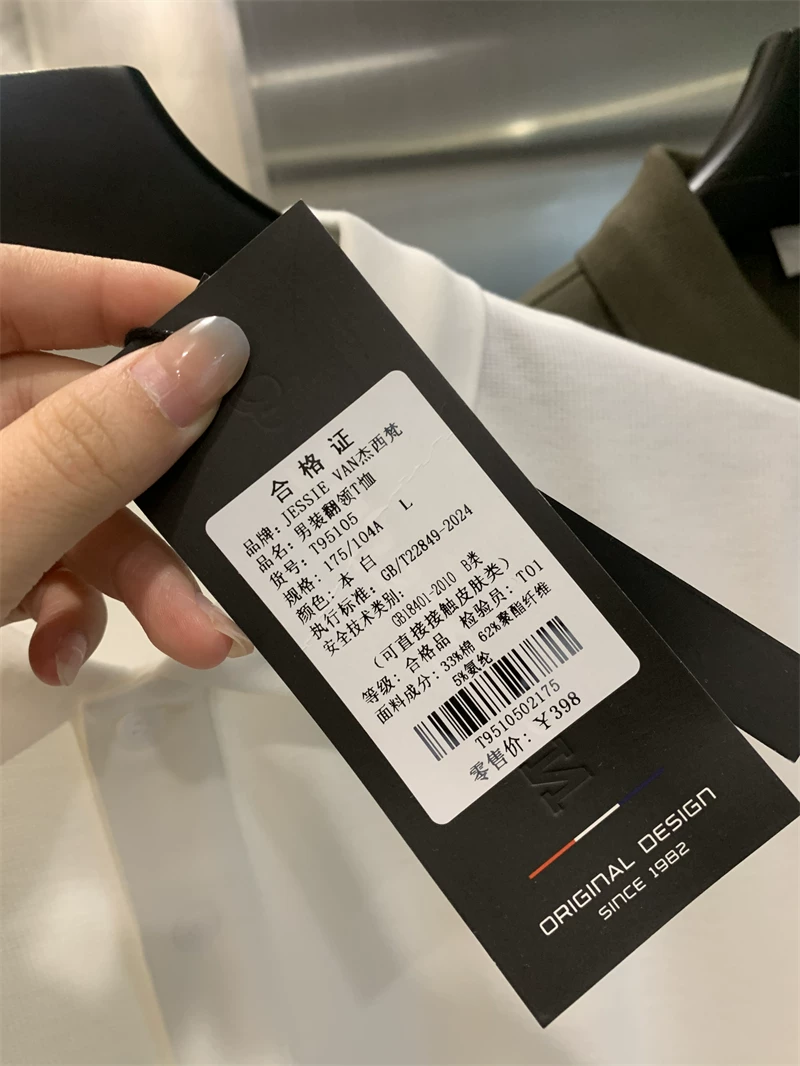 合格证
品牌: JESSIE VAN杰西梵
品名: 男装翻领T恤
货号: T95105
规格: 175/104A L
颜色: 本白
执行标准: GB/T22849-2024
安全技术类别: GB18401-2010 B类
(可直接接触皮肤类)
等级: 合格品 检验员: T01
面料成分: 33%棉 62%聚酯纤维
5%氨纶
T9510502175
零售价: ￥398
ORIGINAL DESIGN
SINCE 1982